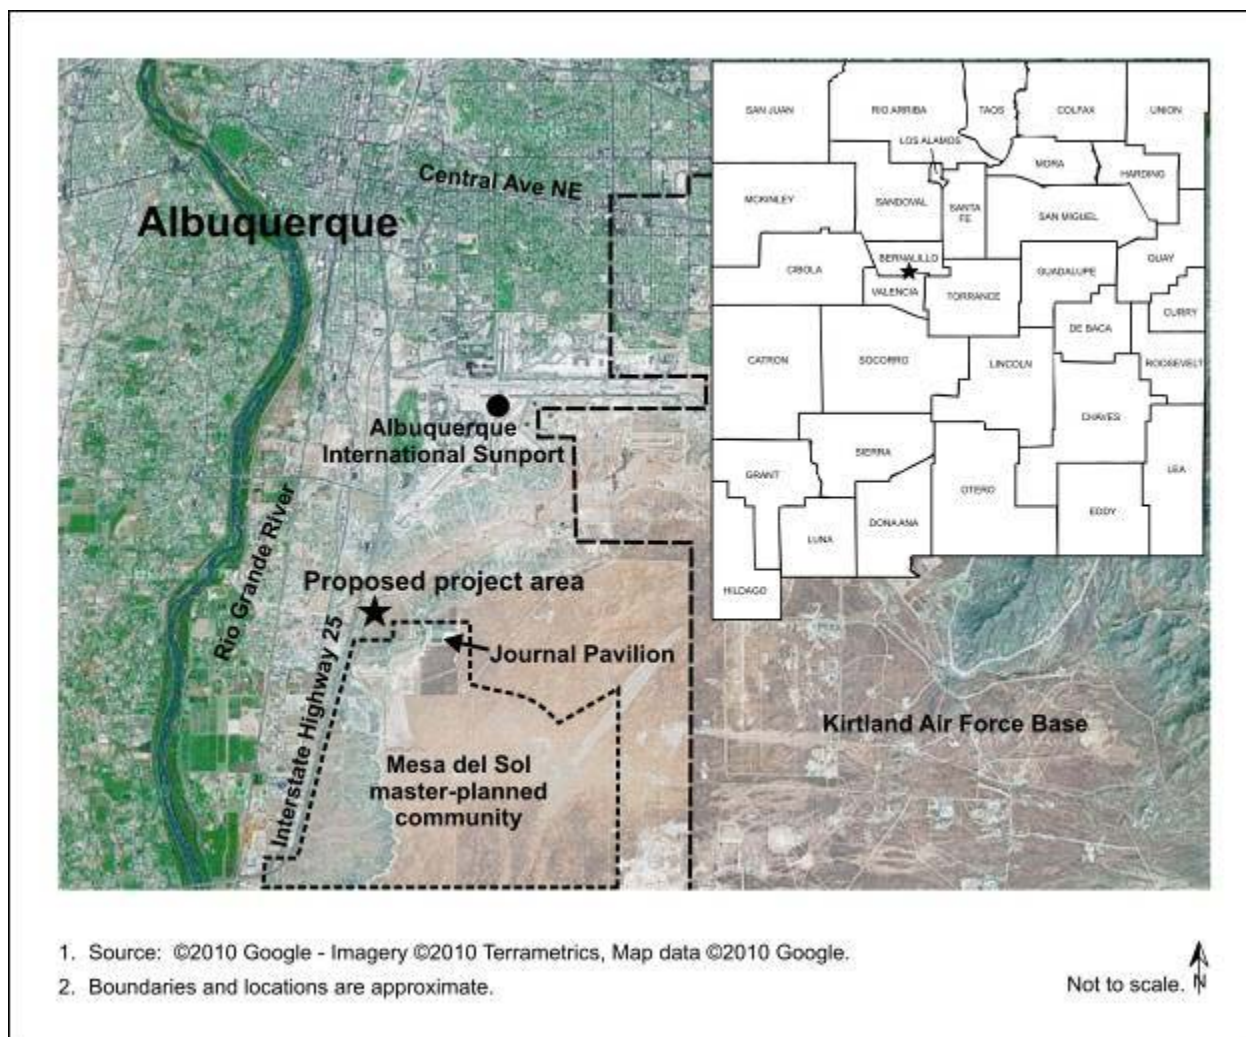 SAN JUAN
RIO ARRIBA
TAOS
COLFAX
UNION
LOS ALAMOS
MORA
HARDING
MCKINLEY
SANDOVAL
SANTA
FE
SAN MIGUEL
BERNALILLO
CIBOLA
GUADALUPE
QUAY
VALENCIA
TORRANCE
CURRY
DE BACA
CATRON
SOCORRO
LINCOLN
ROOSEVELT
CHAVES
SIERRA
GRANT
LEA
OTERO
EDDY
DONA ANA
LUNA
HILDAGO
Central Ave NE
Albuquerque
Albuquerque
International Sunport
Rio Grande River
Proposed project area
Journal Pavilion
Interstate Highway 25
Mesa del Sol
master-planned
community
Kirtland Air Force Base
1. Source: ©2010 Google - Imagery ©2010 Terrametrics, Map data ©2010 Google.
2. Boundaries and locations are approximate.
Not to scale.
N